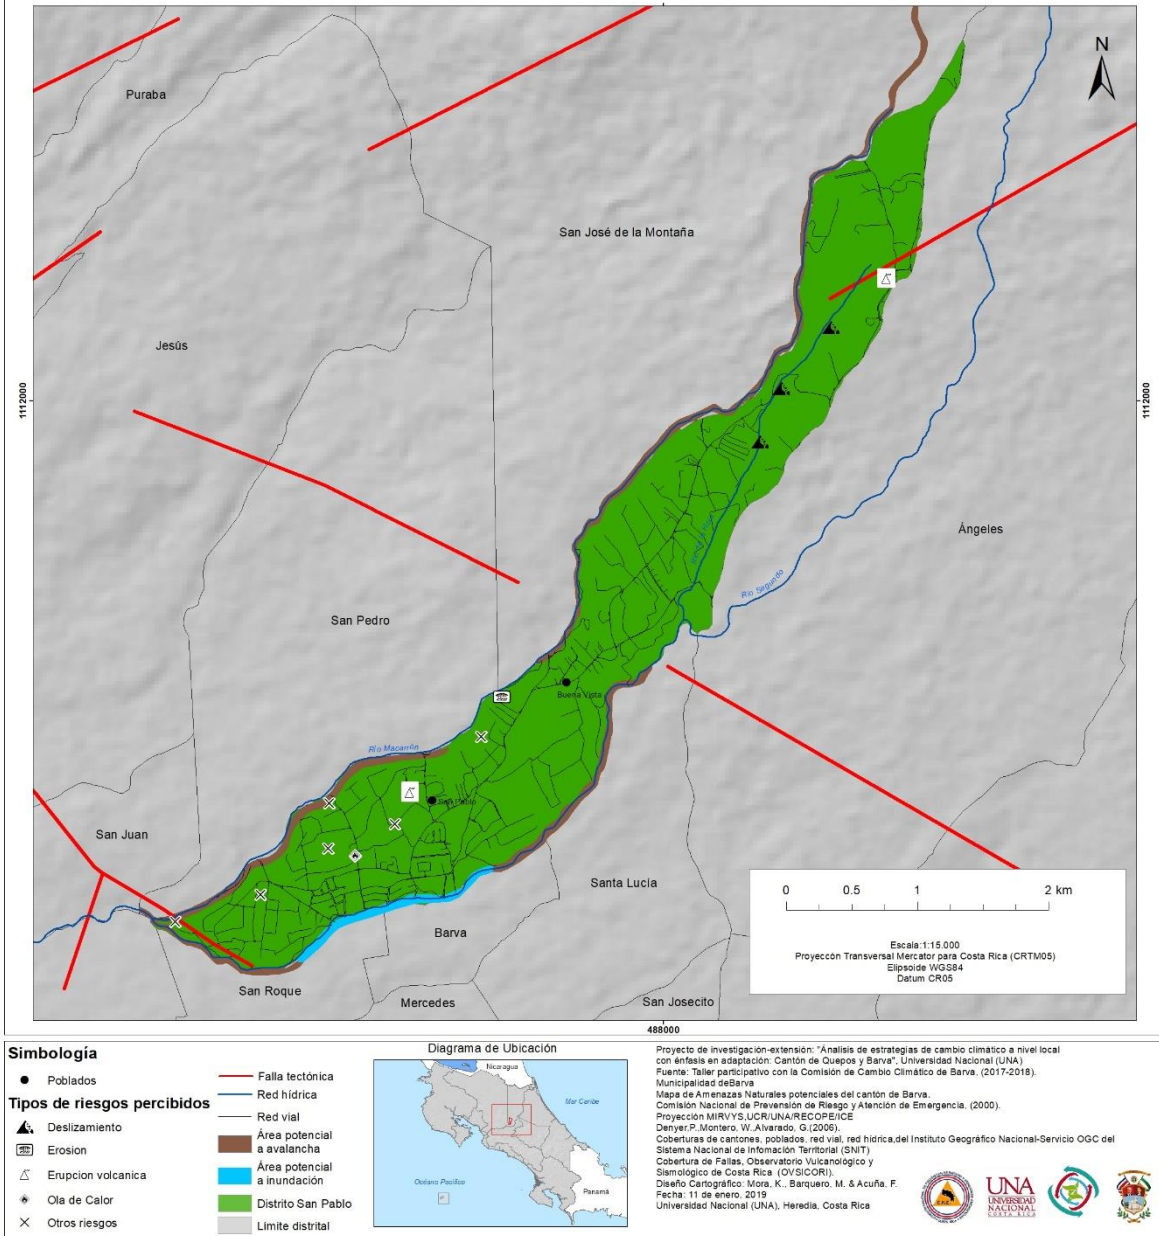 N
Puraba
San José de la Montaña
Jesús
1112000
1112000
Ángeles
Río Segundo
San Pedro
Buena Vista
Río Macarrón
San Pablo
San Juan
Santa Lucía
Barva
San Roque
Mercedes
San Josecito
488000
0 0.5 1 2 km
Escala:1:15.000
Proyeccón Transversal Mercator para Costa Rica (CRTM05)
Elipsoide WGS84
Datum CR05
Simbología
Poblados
Tipos de riesgos percibidos
Deslizamiento
Erosion
Erupcion volcanica
Ola de Calor
Otros riesgos
Falla tectónica
Red hídrica
Red vial
Área potencial
a avalancha
Área potencial
a inundación
Distrito San Pablo
Limite distrital
Diagrama de Ubicación
Nicaragua
Mar Caribe
Océano Pacífico
Panamá
Proyecto de investigación-extensión: "Ánalisis de estrategias de cambio climático a nivel local
con énfasis en adaptación: Cantón de Quepos y Barva", Universidad Nacional (UNA)
Fuente: Taller participativo con la Comisión de Cambio Climático de Barva. (2017-2018).
Municipalidad deBarva
Mapa de Amenazas Naturales potenciales del cantón de Barva.
Comisión Nacional de Prevención de Riesgo y Atención de Emergencia. (2000).
Proyección MIRVYS,UCR/UNA/RECOPE/ICE
Denyer,P.,Montero, W.,Alvarado, G.(2006).
Coberturas de cantones, poblados, red vial, red hídrica,del Instituto Geográfico Nacional-Servicio OGC del
Sistema Nacional de Infomación Territorial (SNIT)
Cobertura de Fallas, Observatorio Vulcanológico y
Sismológico de Costa Rica (OVSICORI).
Diseño Cartográfico: Mora, K., Barquero, M. & Acuña, F.
Fecha: 11 de enero, 2019
Universidad Nacional (UNA), Heredia, Costa Rica
UNA
UNIVERSIDAD
NACIONAL
COSTA RICA